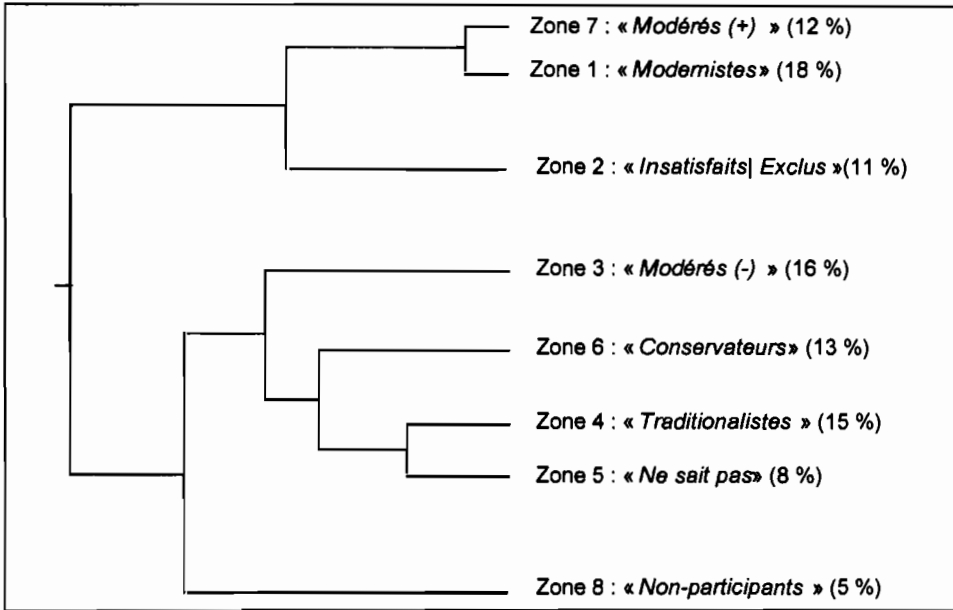 Zone 7 : « Modérés (+) » (12 %)
Zone 1 : « Modernistes» (18 %)
Zone 2 : « Insatisfaits| Exclus »(11 %)
Zone 3 : « Modérés (-) » (16 %)
Zone 6 : « Conservateurs» (13 %)
Zone 4 : « Traditionalistes » (15 %)
Zone 5 : « Ne sait pas» (8 %)
Zone 8 : « Non-participants » (5 %)